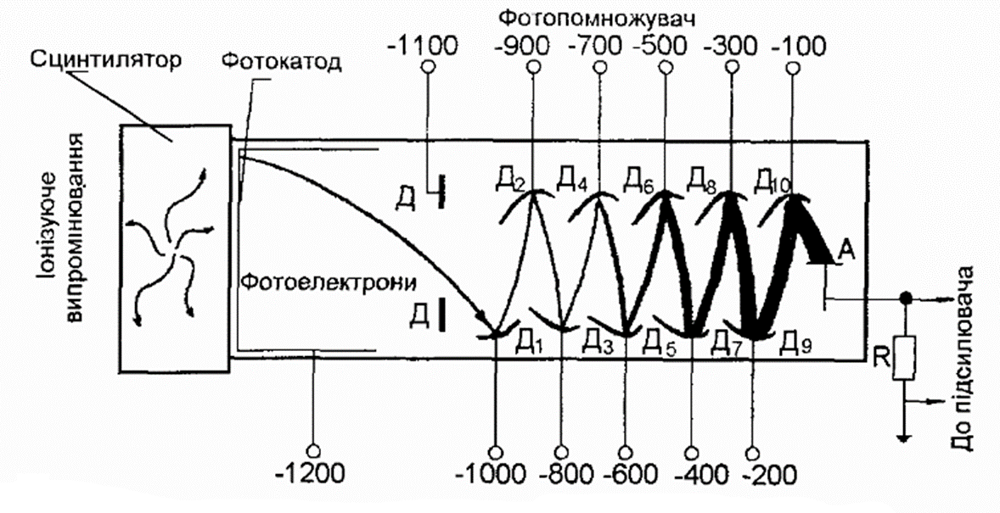 Фотопомножувач
-1100 -900 -700 -500 -300 -100
Сцинтилятор
Фотокатод
Іонізуюче
випромінювання
Д Д2 Д4 Д6 Д8 Д10
А
Фотоелектрони
Д Д1 Д3 Д5 Д7 Д9
R
До підсилювача
-1200 -1000 -800 -600 -400 -200